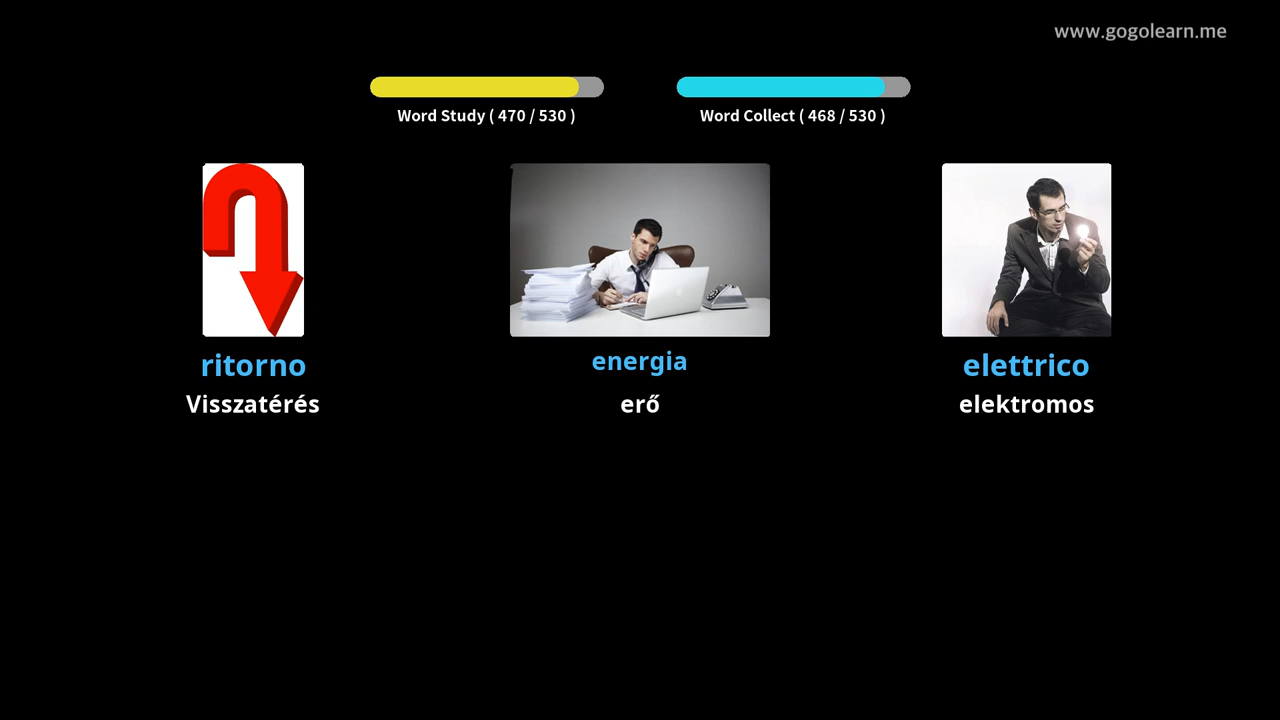 www.gogolearn.me
Word Study ( 470 / 530 )
Word Collect ( 468 / 530 )
ritorno
energia
elettrico
Visszatérés
erő
elektromos